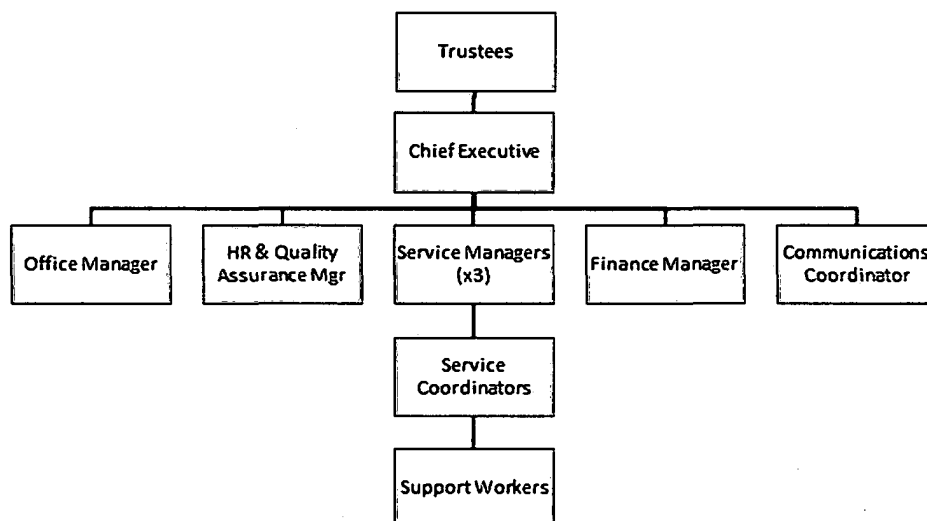 Trustees
Chief Executive
Office Manager
HR & Quality
Assurance Mgr
Service Managers
(x3)
Finance Manager
Communications
Coordinator
Service
Coordinators
Support Workers